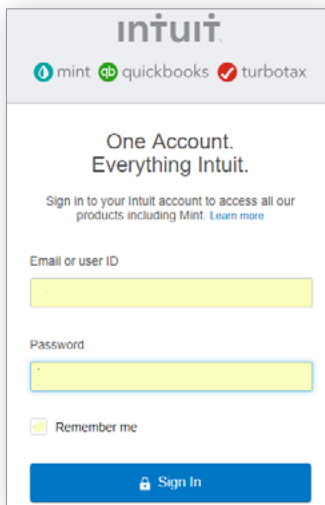 intuit
mint qb quickbooks turbotax
One Account.
Everything Intuit.
Sign in to your Intuit account to access all our
products including Mint. Learn more
Email or user ID
Password
Remember me
Sign In